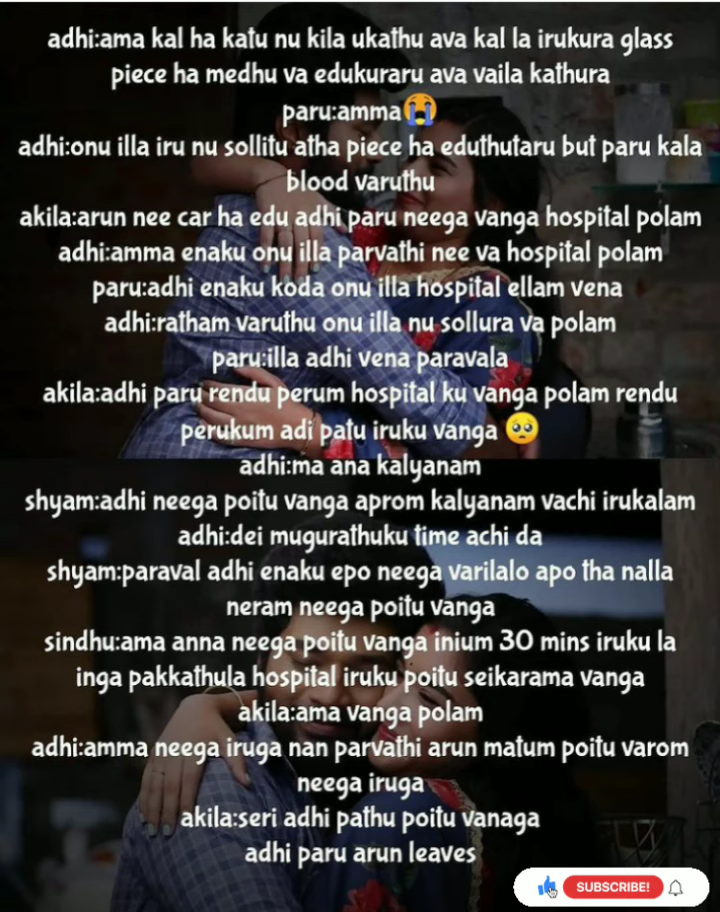 adhi:ama kal ha katu nu kila ukathu ava kal la irukura glass
piece ha medhu va edukuraru ava vaila kathura
paru:amma😭
adhi:onu illa iru nu sollitu atha piece ha eduthutaru but paru kala
blood varuthu
akila:arun nee car ha edu adhi paru neega vanga hospital polam
adhi:amma enaku onu illa parvathi nee va hospital polam
paru:adhi enaku koda onu illa hospital ellam vena
adhi:ratham varuthu onu illa nu sollura va polam
paru:illa adhi vena paravala
akila:adhi paru rendu perum hospital ku vanga polam rendu
perukum adi patu iruku vanga 🥺
adhi:ma ana kalyanam
shyam:adhi neega poitu vanga aprom kalyanam vachi irukalam
adhi:dei mugurathuku time achi da
shyam:paraval adhi enaku epo neega varilalo apo tha nalla
neram neega poitu vanga
sindhu:ama anna neega poitu vanga inium 30 mins iruku la
inga pakkathula hospital iruku poitu seikarama vanga
akila:ama vanga polam
adhi:amma neega iruga nan parvathi arun matum poitu varom
neega iruga
akila:seri adhi pathu poitu vanaga
adhi paru arun leaves
SUBSCRIBE!